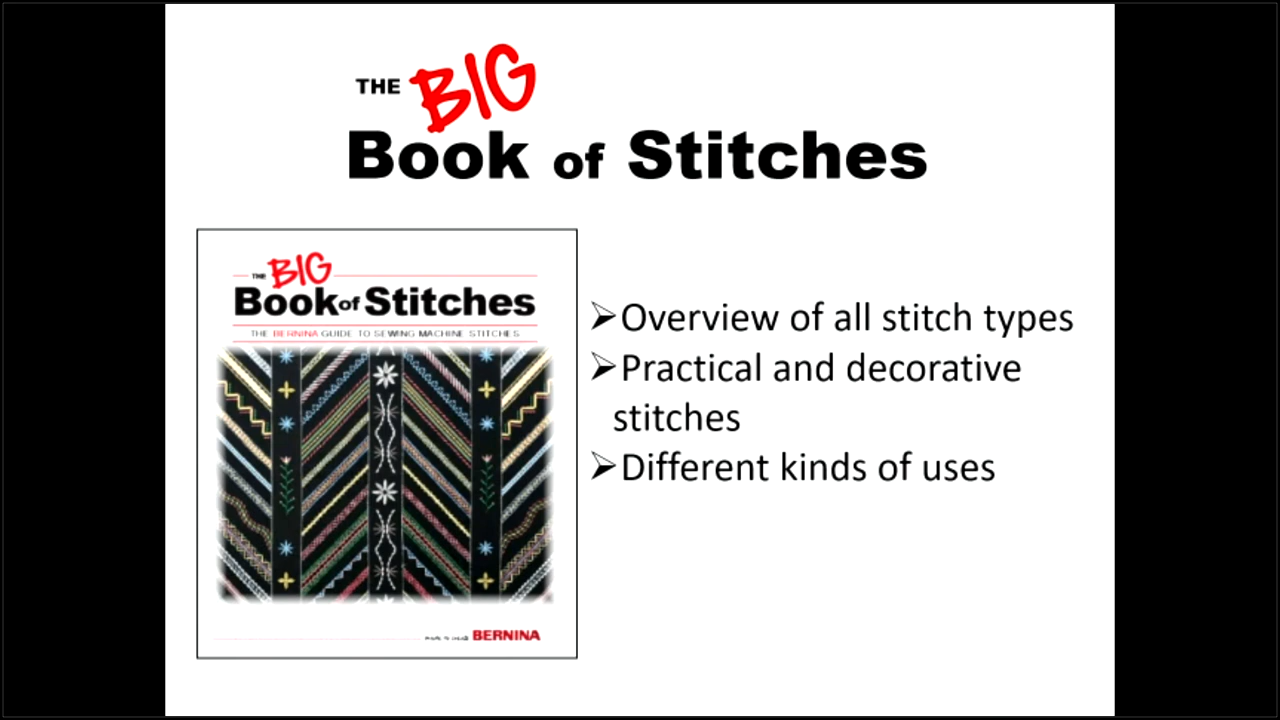 THE BIG
Book of Stitches
THE BIG
Book of Stitches
THE BERNINA GUIDE TO SEWING MACHINE STITCHES
➢Overview of all stitch types
➢Practical and decorative
stitches
➢Different kinds of uses
BERNINA